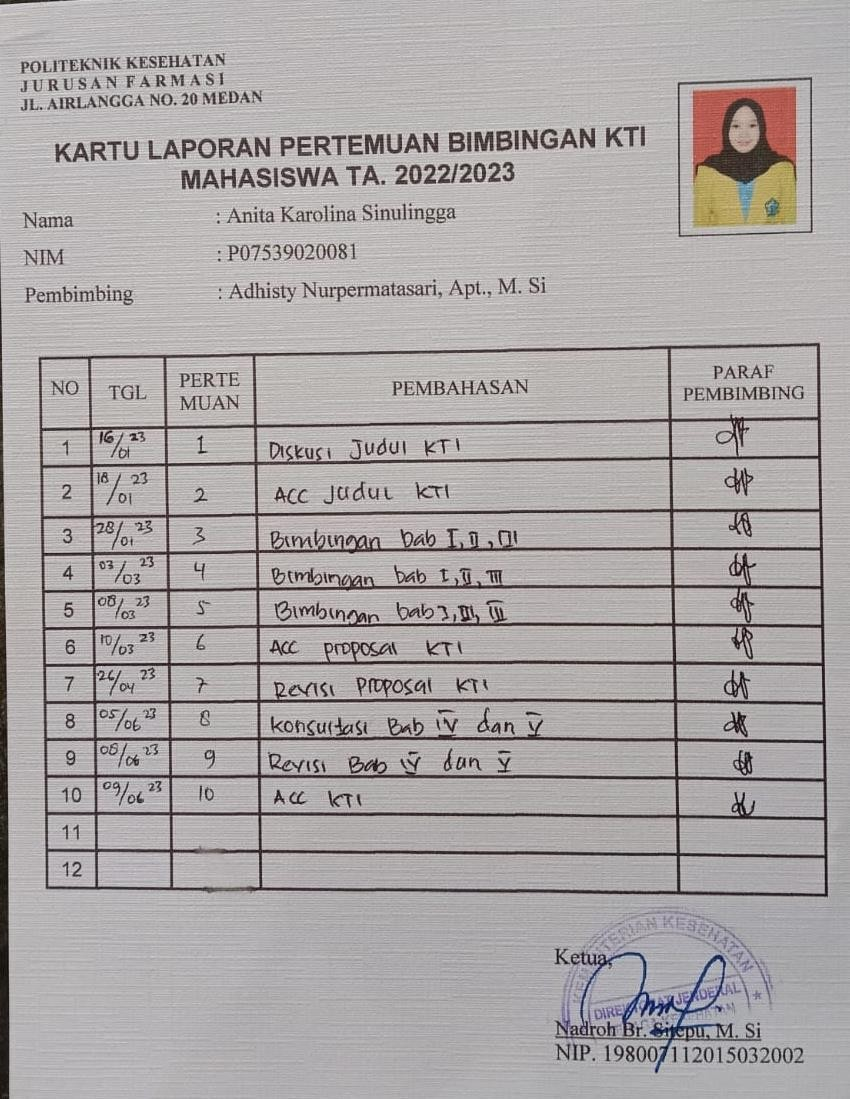 POLITEKNIK KESEHATAN
JURUSAN FARMASI
JL. AIRLANGGA NO. 20 MEDAN
KARTU LAPORAN PERTEMUAN BIMBINGAN KTI
MAHASISWA TA. 2022/2023
Nama : Anita Karolina Sinulingga
NIM : P07539020081
Pembimbing : Adhisty Nurpermatasari, Apt., M. Si
NO TGL PERTE MUAN PEMBAHASAN PARAF PEMBIMBING
1 16/01 23 1 Diskusi Judul KTI
2 18/01 23 2 ACC Judul KTI
3 28/01 23 3 Bimbingan bab I, II, III
4 03/03 23 4 Bimbingan bab I, II, III
5 08/03 23 5 Bimbingan bab I, II, III
6 10/03 23 6 ACC proposal KTI
7 26/04 23 7 Revisi Proposal KTI
8 05/06 23 8 Konsultasi Bab IV dan V
9 08/06 23 9 Revisi Bab IV dan V
10 09/06 23 10 ACC KTI
11
12
KEMENTERIAN KESEHATAN
Ketua,
DIREKTORAT JENDERAL
Nadroh Br. Sitepu, M. Si
NIP. 198007112015032002